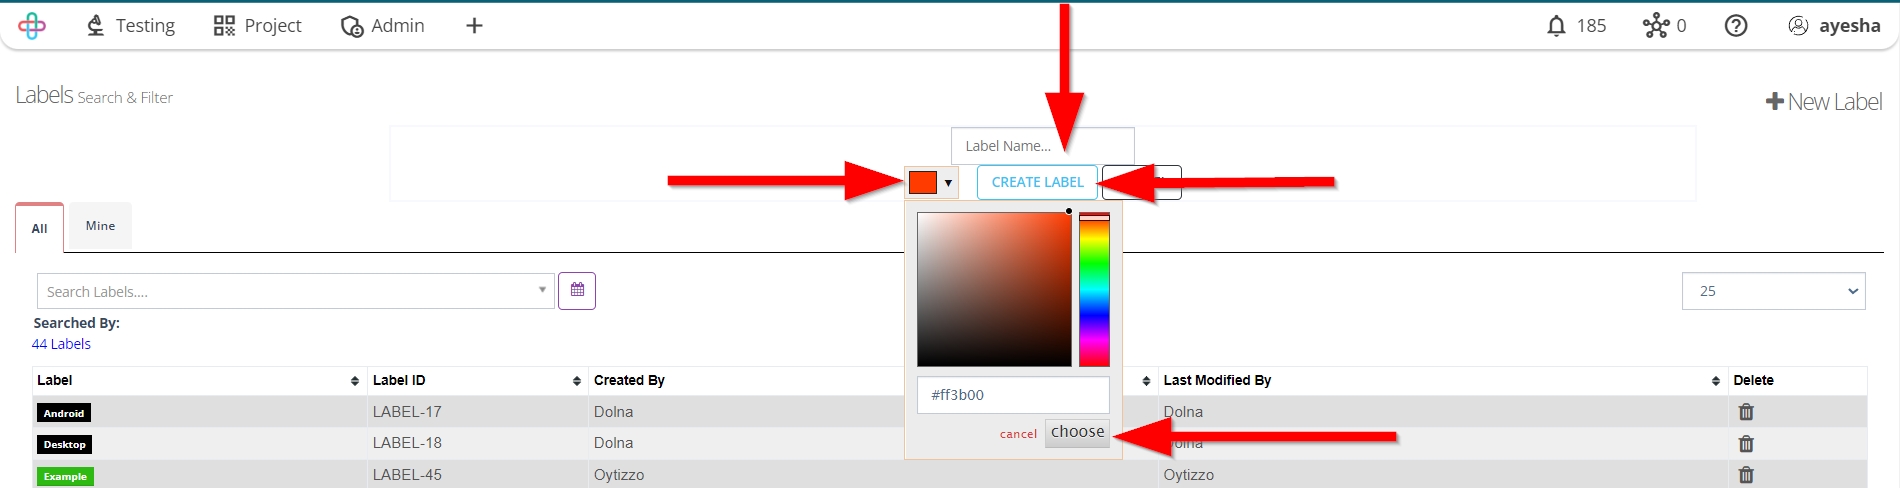 Testing Project Admin 185 0 ayesha
Labels Search & Filter
New Label
Label Name...
CREATE LABEL
All Mine
Search Labels....
25
Searched By:
44 Labels
#ff3b00
cancel choose
Label Label ID Created By Last Modified By Delete
Android LABEL-17 Dolna Dolna
Desktop LABEL-18 Dolna Dolna
Example LABEL-45 Oytizzo Oytizzo